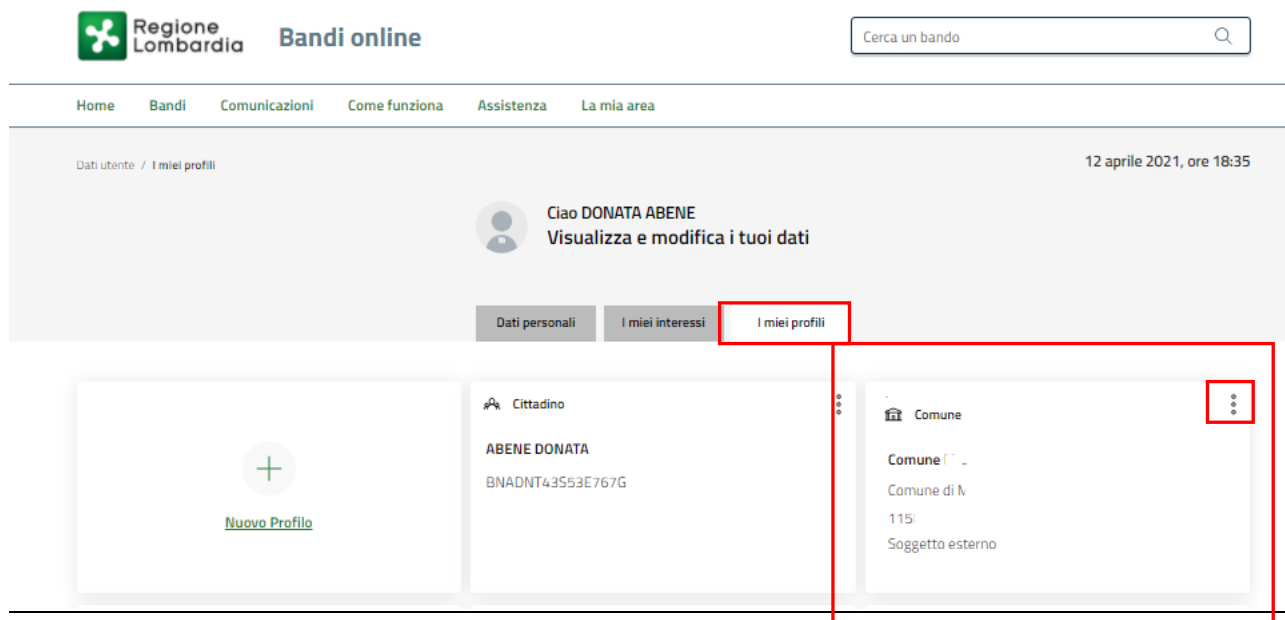 Regione
Lombardia
Bandi online
Cerca un bando
Home Bandi Comunicazioni Come funziona Assistenza La mia area
Dati utente / I miei profili
12 aprile 2021, ore 18:35
Ciao DONATA ABENE
Visualizza e modifica i tuoi dati
Dati personali I miei interessi I miei profili
Nuovo Profilo
Cittadino
ABENE DONATA
BNADNT43S53E767G
Comune
Comune
Comune di
115
Soggetto esterno